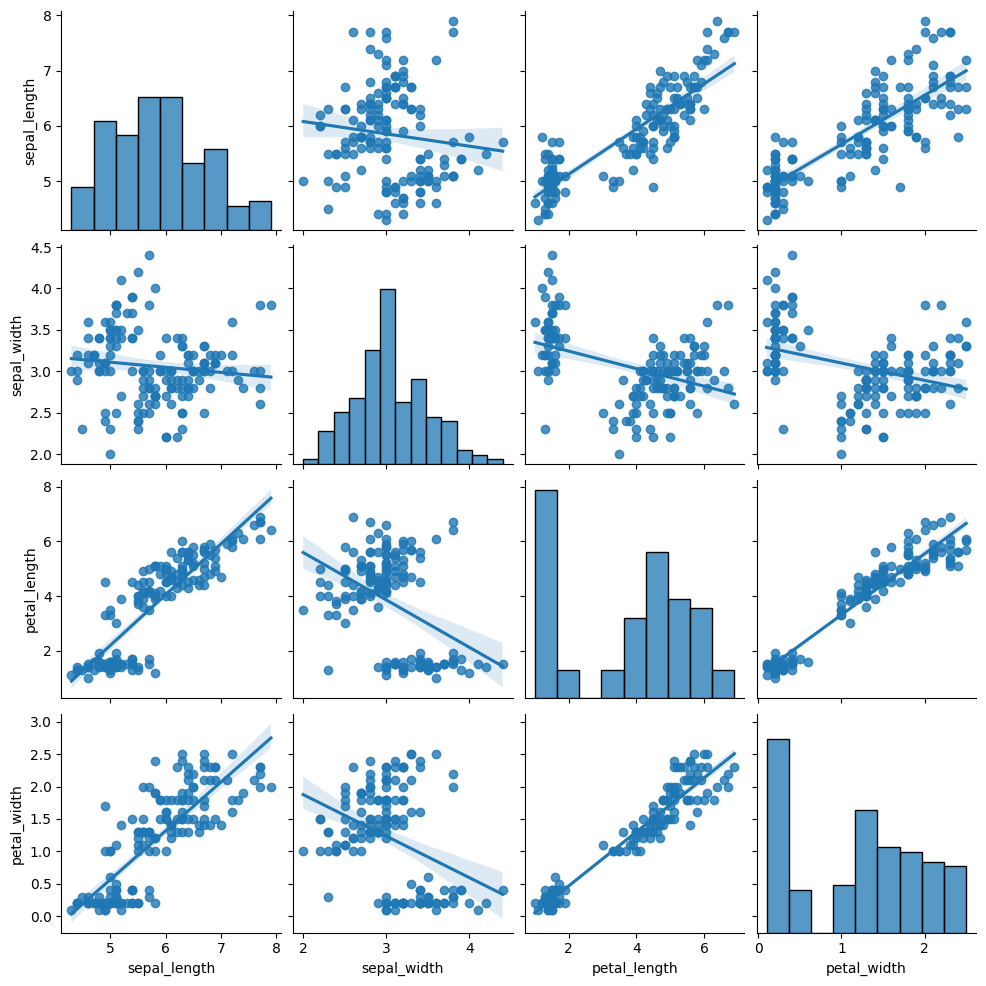 8
7
6
5
sepal_length
4.5
4.0
3.5
3.0
2.5
2.0
sepal_width
8
6
4
2
petal_length
3.0
2.5
2.0
1.5
1.0
0.5
0.0
petal_width
5 6 7 8
2 3 4
2 4 6
0 1 2
sepal_length sepal_width petal_length petal_width